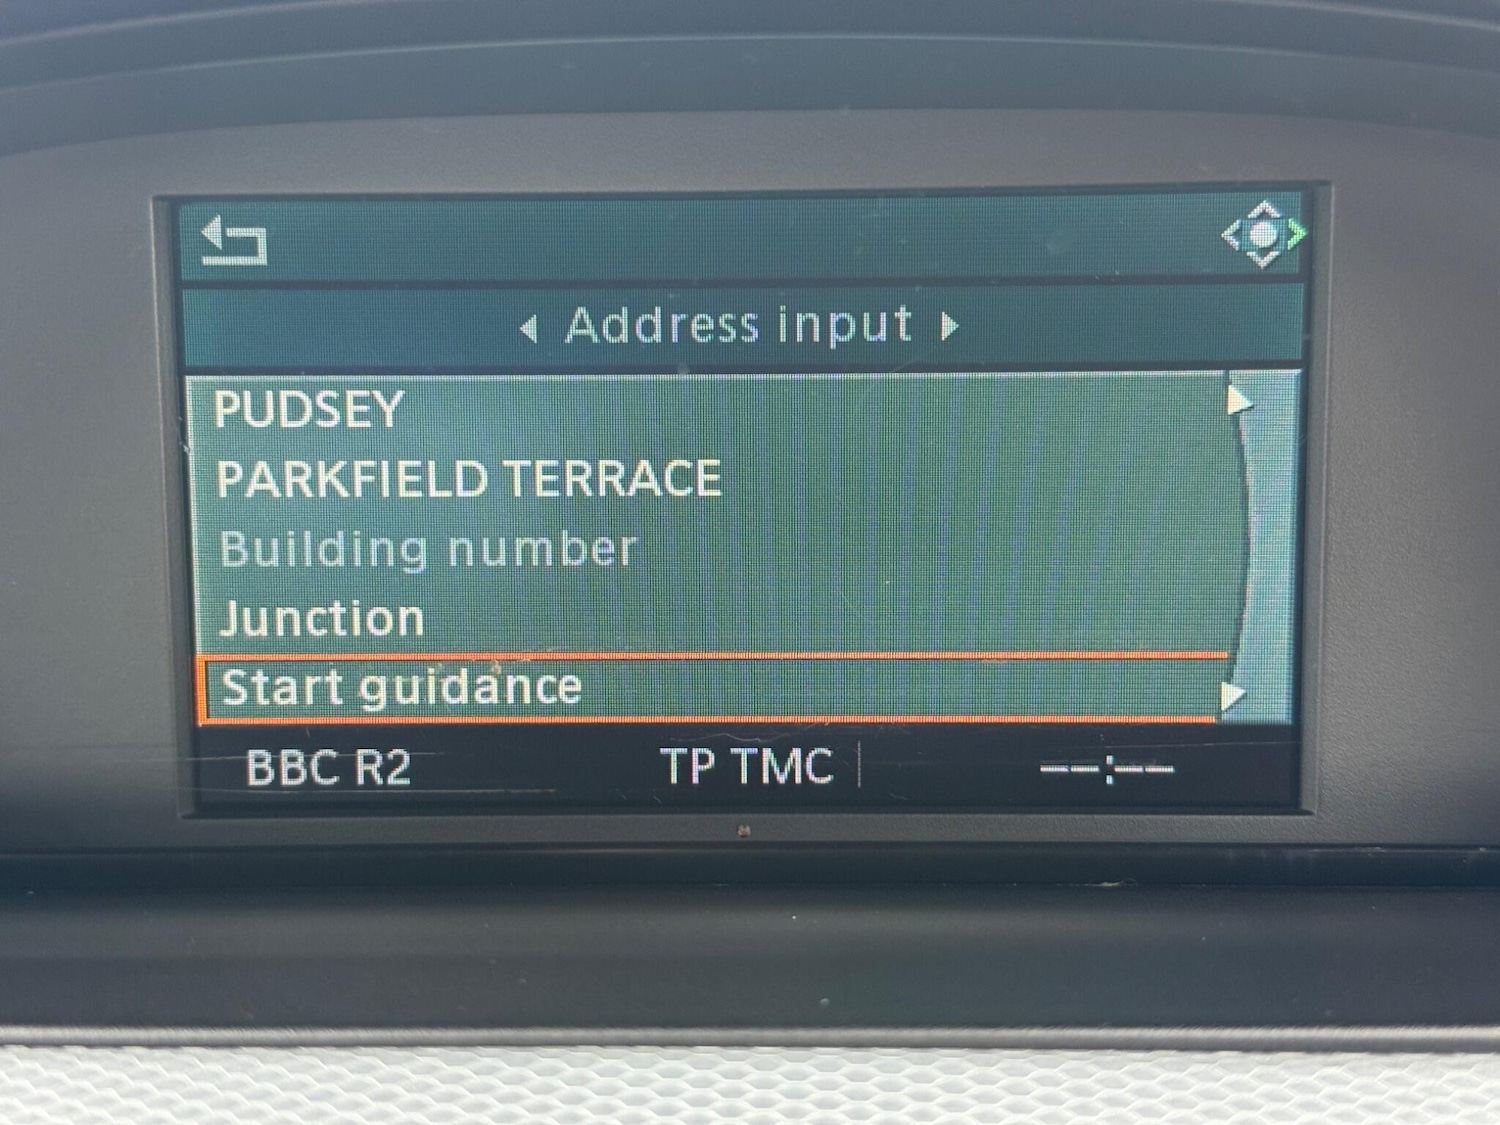 Address input
PUDSEY
PARKFIELD TERRACE
Building number
Junction
Start guidance
BBC R2 TP TMC --:--